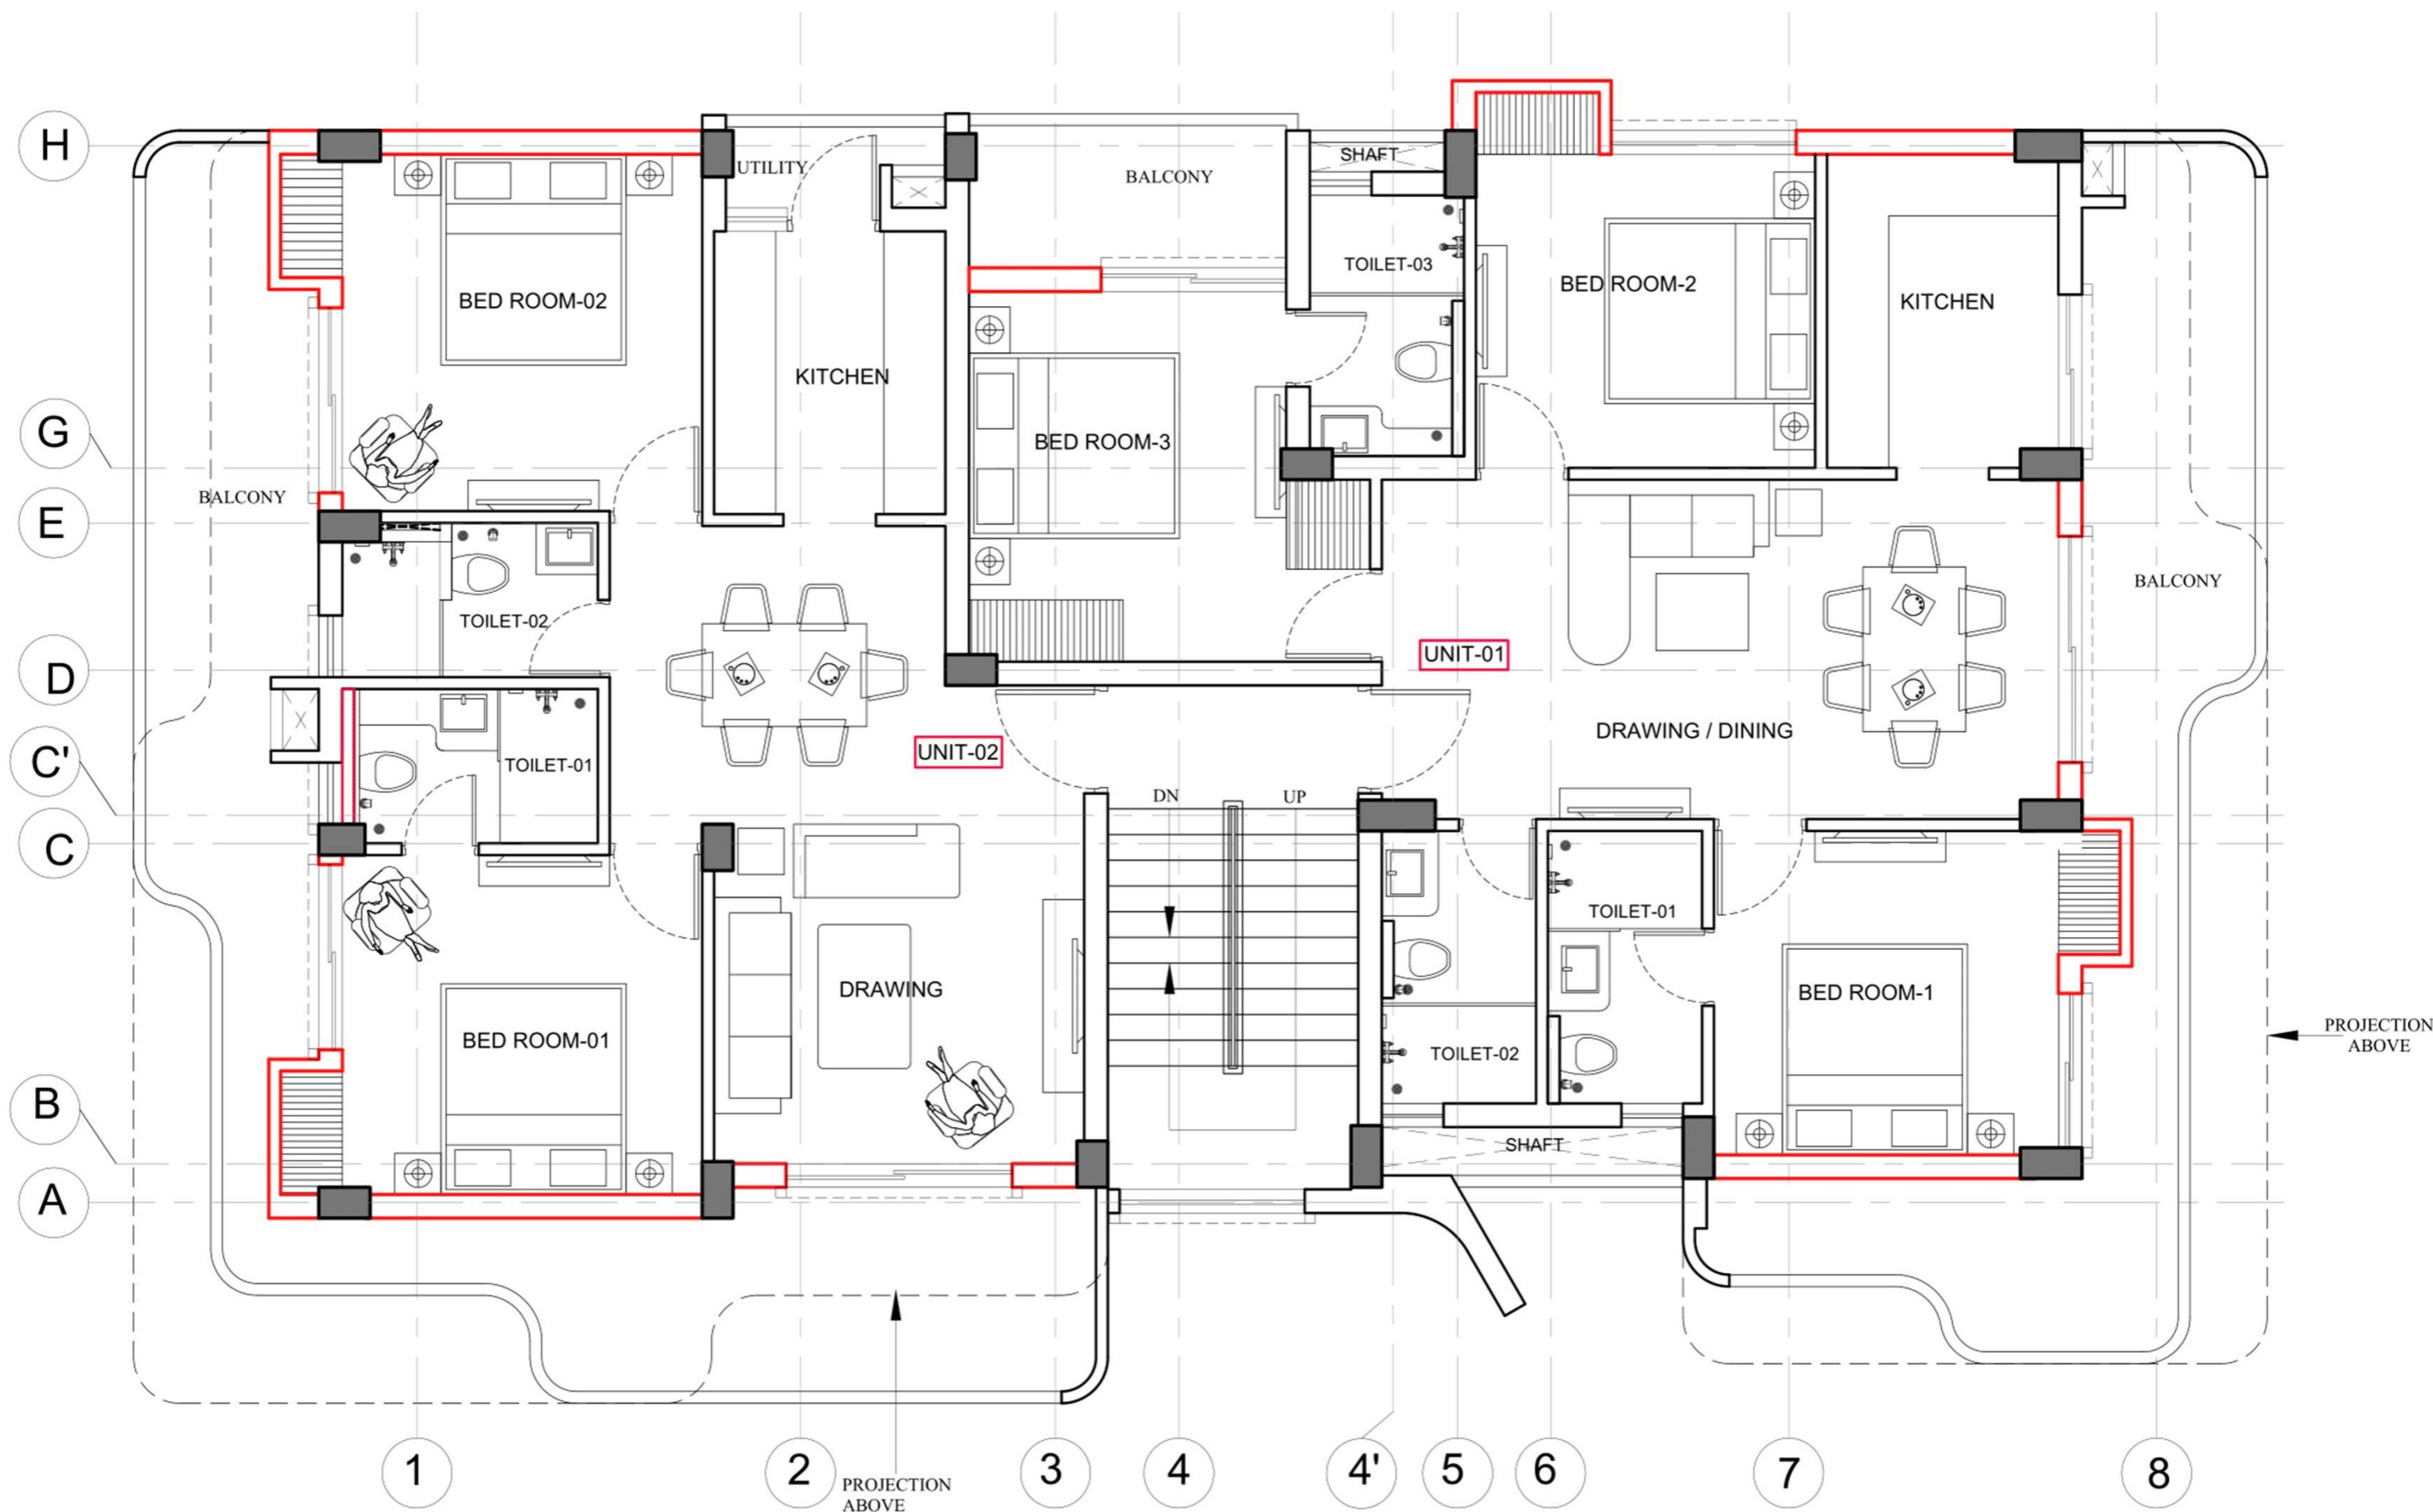 H
SHAFT
UTILITY
BALCONY
TOILET-03
BED ROOM-2
BED ROOM-02
KITCHEN
KITCHEN
G
BED ROOM-3
BALCONY
E
BALCONY
TOILET-02
UNIT-01
D
DRAWING / DINING
UNIT-02
C'
TOILET-01
DN
UP
C
TOILET-01
DRAWING
BED ROOM-1
PROJECTION
ABOVE
BED ROOM-01
TOILET-02
B
SHAFT
A
1
2
3
4
4'
5
6
7
8
PROJECTION
ABOVE